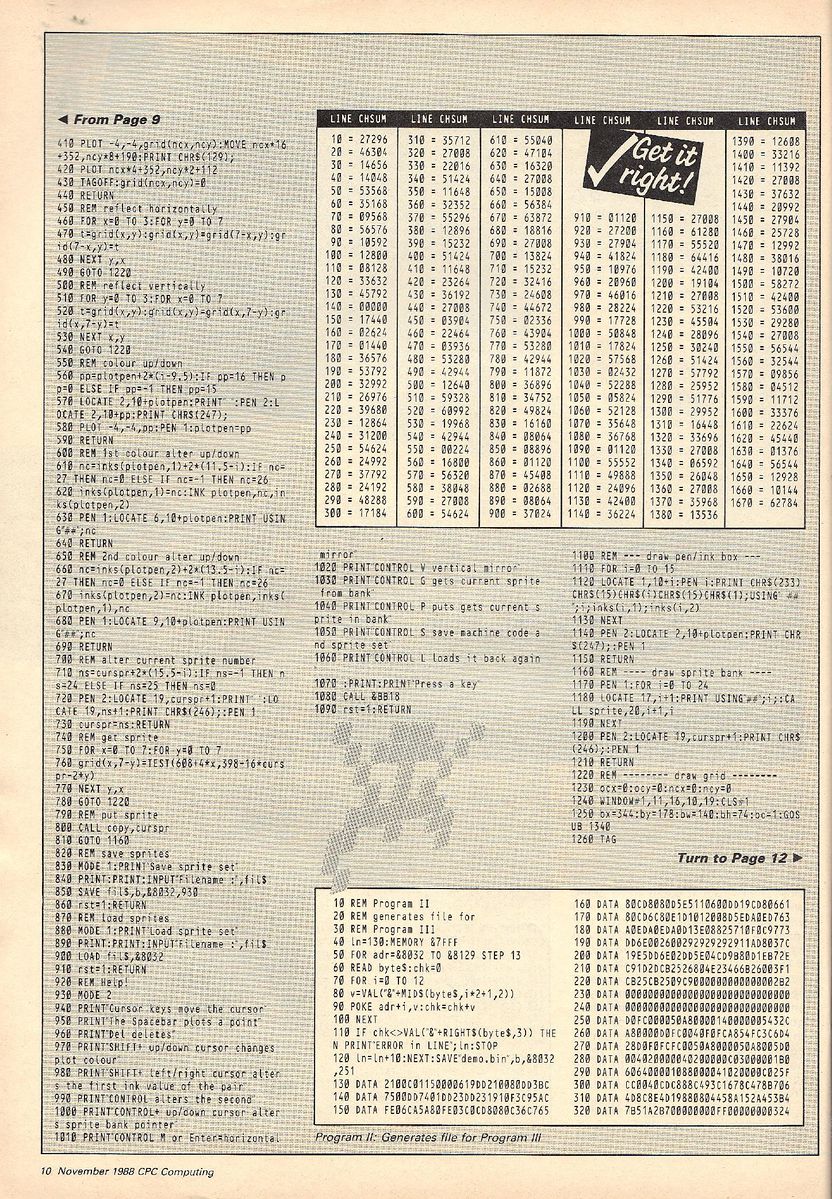 ◄ From Page 9
410 PLOT -4,-4,grid(ncx,ncy):MOVE ncx*16
+352,ncy*8+190:PRINT CHR$(129);
420 PLOT ncx*4+352,ncy*2+112
430 TAGOFF:grid(ncx,ncy)=0
440 RETURN
450 REM reflect horizontally
460 FOR x=0 TO 3:FOR y=0 TO 7
470 t=grid(x,y):grid(x,y)=grid(7-x,y):gr
id(7-x,y)=t
480 NEXT y,x
490 GOTO 1220
500 REM reflect vertically
510 FOR y=0 TO 3:FOR x=0 TO 7
520 t=grid(x,y):grid(x,y)=grid(x,7-y):gr
id(x,7-y)=t
530 NEXT x,y
540 GOTO 1220
550 REM colour up/down
560 pp=plotpen+2*(i-9.5):IF pp=16 THEN p
p=0 ELSE IF pp=-1 THEN pp=15
570 LOCATE 2,10+plotpen:PRINT" ":PEN 2:L
OCATE 2,10+pp:PRINT CHR$(247);
580 PLOT -4,-4,pp:PEN 1:plotpen=pp
590 RETURN
600 REM 1st colour alter up/down
610 nc=inks(plotpen,1)+2*(11.5-i):IF nc=
27 THEN nc=0 ELSE IF nc=-1 THEN nc=26
620 inks(plotpen,1)=nc:INK plotpen,nc,in
ks(plotpen,2)
630 PEN 1:LOCATE 6,10+plotpen:PRINT USIN
G"##";nc
640 RETURN
650 REM 2nd colour alter up/down
660 nc=inks(plotpen,2)+2*(13.5-i):IF nc=
27 THEN nc=0 ELSE IF nc=-1 THEN nc=26
670 inks(plotpen,2)=nc:INK plotpen,inks(
plotpen,1),nc
680 PEN 1:LOCATE 9,10+plotpen:PRINT USIN
G"##";nc
690 RETURN
700 REM alter current sprite number
710 ns=curspr+2*(15.5-i):IF ns=-1 THEN n
s=24 ELSE IF ns=25 THEN ns=0
720 PEN 2:LOCATE 19,curspr+1:PRINT" ":LO
CATE 19,ns+1:PRINT CHR$(246);:PEN 1
730 curspr=ns:RETURN
740 REM get sprite
750 FOR x=0 TO 7:FOR y=0 TO 7
760 grid(x,7-y)=TEST(608+4*x,398-16*curs
pr-2*y)
770 NEXT y,x
780 GOTO 1220
790 REM put sprite
800 CALL copy,curspr
810 GOTO 1160
820 REM save sprites
830 MODE 1:PRINT"Save sprite set"
840 PRINT:PRINT:INPUT"Filename :",fil$
850 SAVE fil$,b,&8032,930
860 rst=1:RETURN
870 REM load sprites
880 MODE 1:PRINT"Load sprite set"
890 PRINT:PRINT:INPUT"Filename :",fil$
900 LOAD fil$,&8032
910 rst=1:RETURN
920 REM Help!
930 MODE 2
940 PRINT"Cursor keys move the cursor"
950 PRINT"The Spacebar plots a point"
960 PRINT"Del deletes"
970 PRINT"SHIFT+ up/down cursor changes
plot colour"
980 PRINT"SHIFT+ left/right cursor alter
s the first ink value of the pair"
990 PRINT"CONTROL alters the second"
1000 PRINT"CONTROL+ up/down cursor alter
s sprite bank pointer"
1010 PRINT"CONTROL M or Enter=horizontal
LINE CHSUM LINE CHSUM LINE CHSUM LINE CHSUM LINE CHSUM LINE CHSUM
10 = 27296
20 = 46304
30 = 14656
40 = 14048
50 = 53568
60 = 35168
70 = 09568
80 = 56576
90 = 10592
100 = 12800
110 = 08128
120 = 33632
130 = 45792
140 = 00000
150 = 17440
160 = 02624
170 = 01440
180 = 36576
190 = 53792
200 = 32992
210 = 26976
220 = 39680
230 = 12864
240 = 31200
250 = 54624
260 = 24992
270 = 37792
280 = 24192
290 = 48288
300 = 17184
310 = 35712
320 = 27008
330 = 22016
340 = 51424
350 = 11648
360 = 32352
370 = 55296
380 = 12896
390 = 15232
400 = 51424
410 = 11648
420 = 23264
430 = 36192
440 = 27008
450 = 03904
460 = 22464
470 = 03936
480 = 53280
490 = 42944
500 = 12640
510 = 59328
520 = 60992
530 = 19968
540 = 42944
550 = 00224
560 = 16800
570 = 56320
580 = 38048
590 = 27008
600 = 54624
610 = 55040
620 = 47104
630 = 16320
640 = 27008
650 = 15008
660 = 56384
670 = 63872
680 = 18816
690 = 27008
700 = 13824
710 = 15232
720 = 32416
730 = 24608
740 = 44672
750 = 02336
760 = 43904
770 = 53280
780 = 42944
790 = 11872
800 = 36896
810 = 34752
820 = 49824
830 = 16160
840 = 08064
850 = 08896
860 = 01120
870 = 45408
880 = 02688
890 = 08064
900 = 37024
Get it
right!
910 = 01120
920 = 27200
930 = 27904
940 = 41824
950 = 10976
960 = 20960
970 = 46016
980 = 28224
990 = 17728
1000 = 50848
1010 = 17824
1020 = 57568
1030 = 02432
1040 = 52288
1050 = 05824
1060 = 52128
1070 = 35648
1080 = 36768
1090 = 01120
1100 = 55552
1110 = 49888
1120 = 24096
1130 = 42400
1140 = 36224
1150 = 27008
1160 = 61280
1170 = 55520
1180 = 64416
1190 = 42400
1200 = 19104
1210 = 27008
1220 = 53216
1230 = 45504
1240 = 28096
1250 = 30240
1260 = 51424
1270 = 57792
1280 = 25952
1290 = 51776
1300 = 29952
1310 = 16448
1320 = 33696
1330 = 27008
1340 = 06592
1350 = 26048
1360 = 27008
1370 = 35968
1380 = 13536
1390 = 12608
1400 = 33216
1410 = 11392
1420 = 27008
1430 = 37632
1440 = 20992
1450 = 27904
1460 = 25728
1470 = 12992
1480 = 38016
1490 = 10720
1500 = 58272
1510 = 42400
1520 = 53600
1530 = 29280
1540 = 27008
1550 = 56544
1560 = 32544
1570 = 09856
1580 = 04512
1590 = 11712
1600 = 33376
1610 = 22624
1620 = 45440
1630 = 01376
1640 = 56544
1650 = 12928
1660 = 10144
1670 = 62784
mirror"
1020 PRINT"CONTROL V vertical mirror"
1030 PRINT"CONTROL G gets current sprite
from bank"
1040 PRINT"CONTROL P puts gets current s
prite in bank"
1050 PRINT"CONTROL S save machine code a
nd sprite set"
1060 PRINT"CONTROL L loads it back again
"
1070 :PRINT:PRINT"Press a key"
1080 CALL &BB18
1090 rst=1:RETURN
1100 REM --- draw pen/ink box ---
1110 FOR i=0 TO 15
1120 LOCATE 1,10+i:PEN i:PRINT CHR$(233)
CHR$(15)CHR$(i)CHR$(15)CHR$(1);USING" ##
";i;inks(i,1);inks(i,2)
1130 NEXT
1140 PEN 2:LOCATE 2,10+plotpen:PRINT CHR
$(247);:PEN 1
1150 RETURN
1160 REM ---- draw sprite bank ----
1170 PEN 1:FOR i=0 TO 24
1180 LOCATE 17,i+1:PRINT USING"##";i;:CA
LL sprite,20,i+1,i
1190 NEXT
1200 PEN 2:LOCATE 19,curspr+1:PRINT CHR$
(246);:PEN 1
1210 RETURN
1220 REM -------- draw grid --------
1230 ocx=0:ocy=0:ncx=0:ncy=0
1240 WINDOW#1,11,16,10,19:CLS#1
1250 bx=344:by=178:bw=140:bh=74:bc=1:GOS
UB 1340
1260 TAG
Turn to Page 12 ►
10 REM Program II
20 REM generates file for
30 REM Program III
40 ln=130:MEMORY &7FFF
50 FOR adr=&8032 TO &8129 STEP 13
60 READ byte$:chk=0
70 FOR i=0 TO 12
80 v=VAL("&"+MID$(byte$,i*2+1,2))
90 POKE adr+i,v:chk=chk+v
100 NEXT
110 IF chk<>VAL("&"+RIGHT$(byte$,3)) THE
N PRINT"ERROR in LINE";ln:STOP
120 ln=ln+10:NEXT:SAVE"demo.bin",b,&8032
,251
130 DATA 2100C01150000619DD210080DD3BC
140 DATA 7500DD7401DD23DD231910F3C95AC
150 DATA FE06CA5A80FE03C0CD8080C36C765
160 DATA 80CD8080D5E5110600DD19CD80661
170 DATA 80CD6C80E1D1012008D5EDA0ED763
180 DATA A0EDA0EDA0D13E08825710F0C9773
190 DATA DD6E00260029292929 2911AD8037C
200 DATA 19E5DD6E02DD5E04CD9B80D1EB72E
210 DATA C91D2DCB2526804E23466B26003F1
220 DATA CB25CB2509C90000000000000002B2
230 DATA 00000000000000000000000000000
240 DATA 00000000000000000000000000000
250 DATA D0FC00050A800001400000005432C
260 DATA A80000D0FC0040FDFCA854FC3C6D4
270 DATA 28D0FDFCFC0050A800050A8005D0
280 DATA 004020000040200000C03000001B0
290 DATA 60640000108800004102000 0C025F
300 DATA CC0040CDC888C493C1678C478B706
310 DATA 4D8C8E4D19880804458A152A453B4
320 DATA 7B51A2B70000000FF00000000324
Program II: Generates file for Program III
10 November 1988 CPC Computing